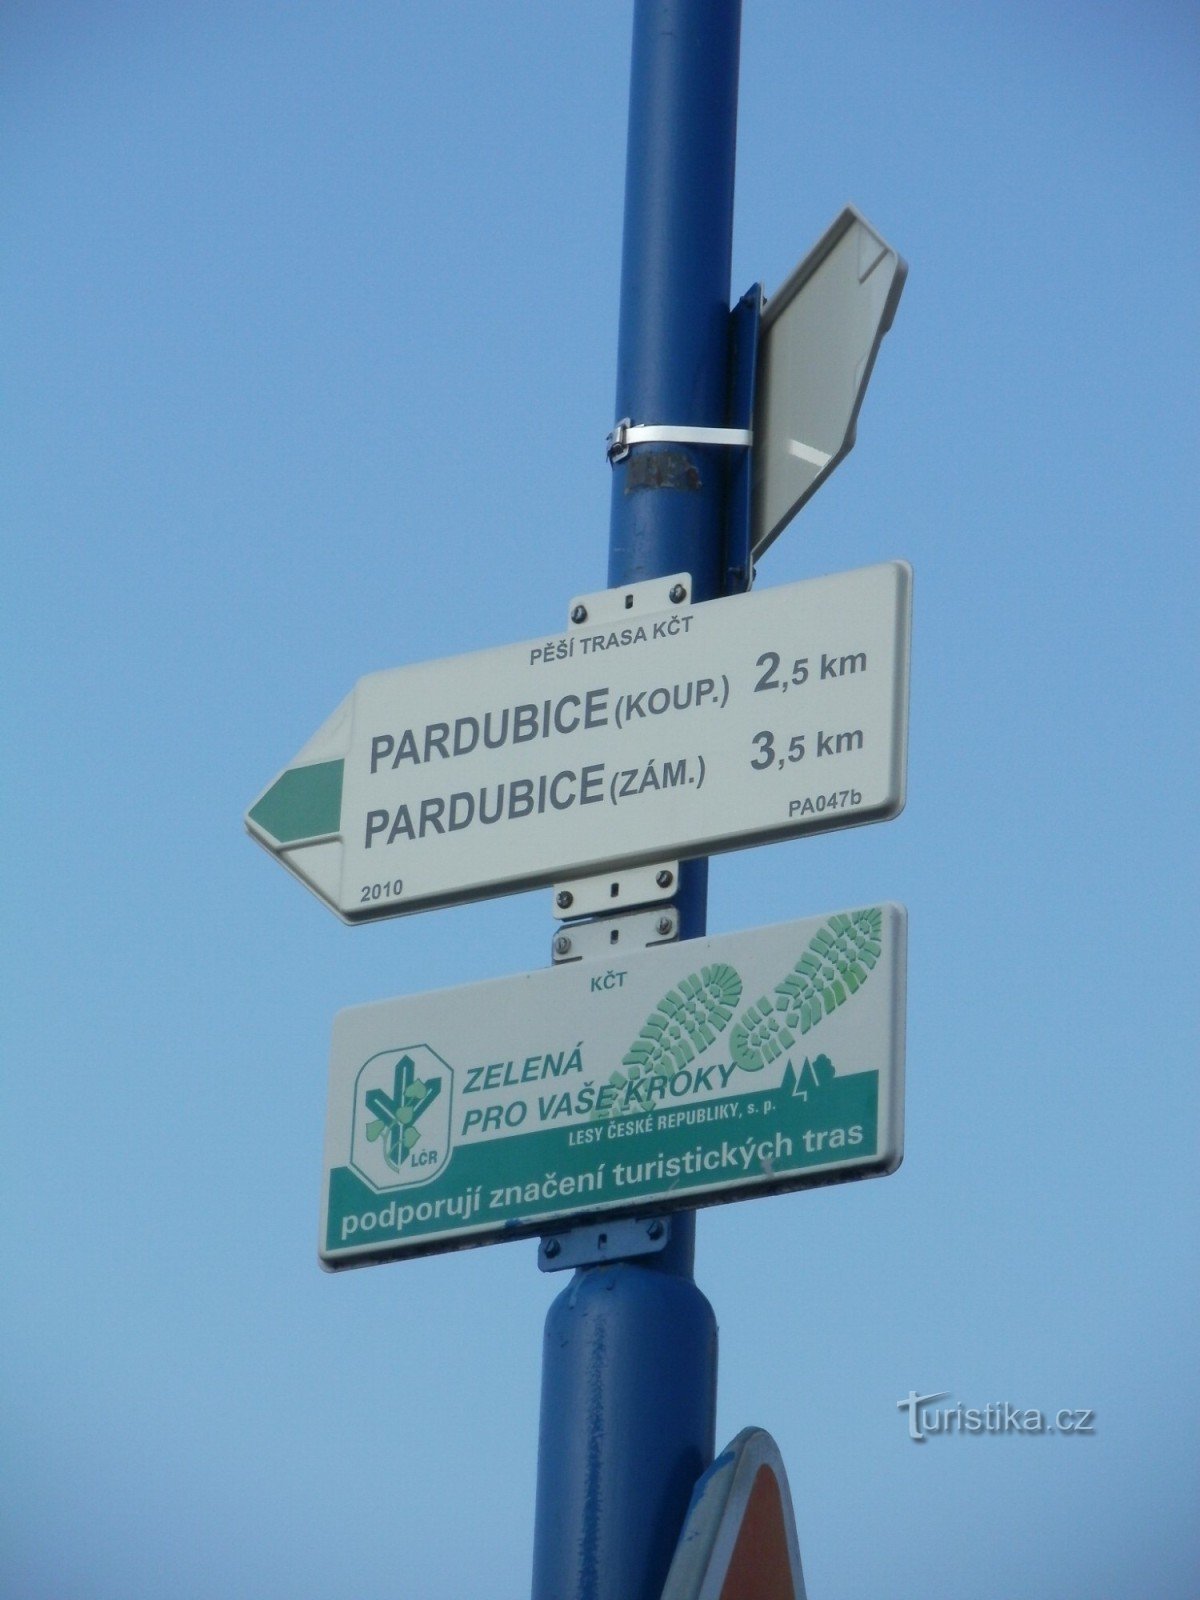 PĚŠÍ TRASA KČT
PARDUBICE (KOUP.) 2,5 km
PARDUBICE (ZÁM.) 3,5 km
2010 PA047b
KČT
ZELENÁ
PRO VAŠE KROKY
LČR
LESY ČESKÉ REPUBLIKY, s. p.
podporují značení turistických tras
Turistika.cz